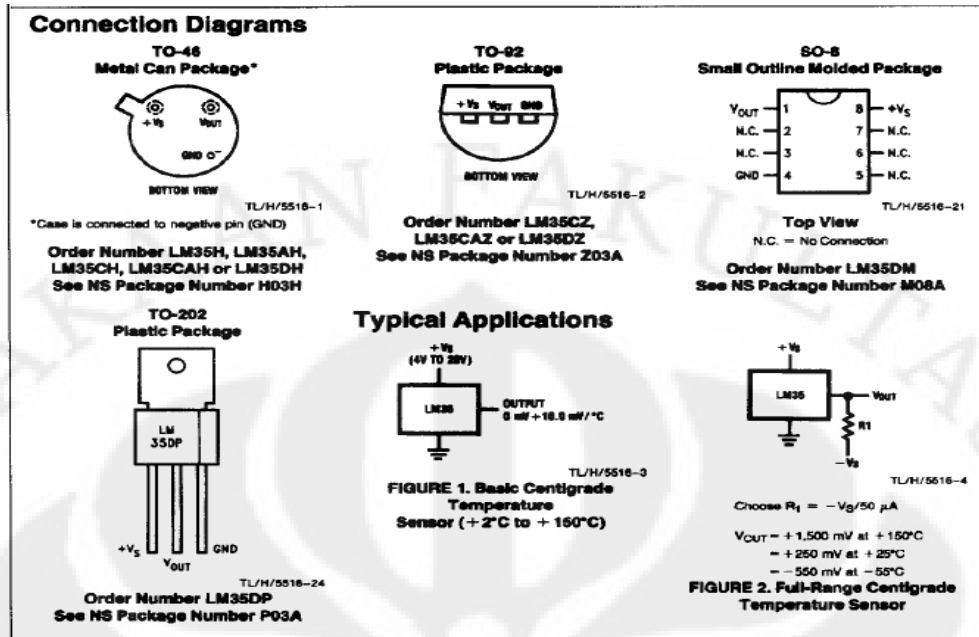 Connection Diagrams
TO-46
Metal Can Package*
+VS
VOUT
GND
BOTTOM VIEW
TL/H/5516-1
*Case is connected to negative pin (GND)
Order Number LM35H, LM35AH,
LM35CH, LM35CAH or LM35DH
See NS Package Number H03H
TO-92
Plastic Package
+VS VOUT GND
BOTTOM VIEW
TL/H/5516-2
Order Number LM35CZ,
LM35CAZ or LM35DZ
See NS Package Number Z03A
SO-8
Small Outline Molded Package
VOUT 1 8 +VS
N.C. 2 7 N.C.
N.C. 3 6 N.C.
GND 4 5 N.C.
TL/H/5516-21
Top View
N.C. = No Connection
Order Number LM35DM
See NS Package Number M08A
TO-202
Plastic Package
LM
35DP
+VS
VOUT
GND
TL/H/5516-24
Order Number LM35DP
See NS Package Number P03A
Typical Applications
+VS
(4V TO 20V)
LM35
OUTPUT
0 mV+10.0 mV/°C
TL/H/5516-3
FIGURE 1. Basic Centigrade
Temperature
Sensor (+2°C to +150°C)
+VS
LM35
VOUT
R1
-VS
TL/H/5516-4
Choose R1 = -VS/50 µA
VOUT = +1,500 mV at +150°C
= +250 mV at +25°C
= -550 mV at -55°C
FIGURE 2. Full-Range Centigrade
Temperature Sensor